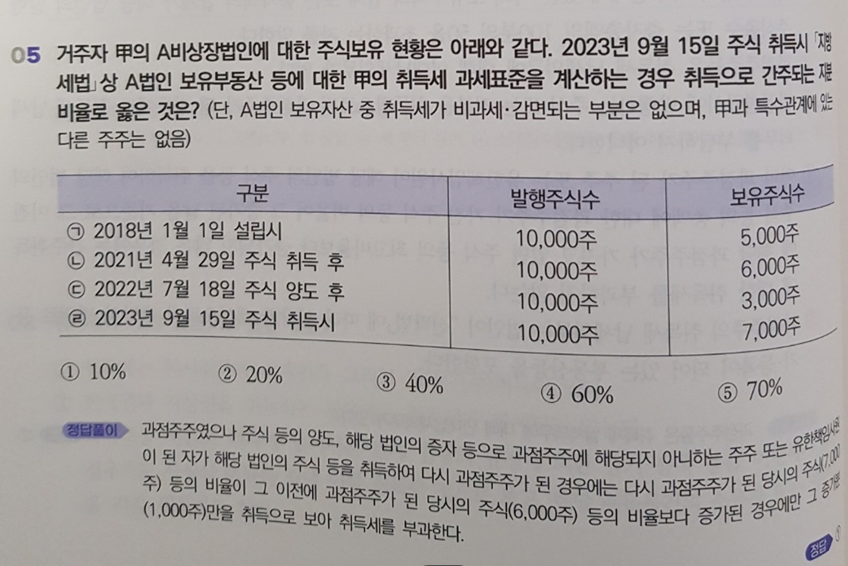 05 거주자 甲의 A비상장법인에 대한 주식보유 현황은 아래와 같다. 2023년 9월 15일 주식 취득시 「지방
세법」상 A법인 보유부동산 등에 대한 甲의 취득세 과세표준을 계산하는 경우 취득으로 간주되는 지분
비율로 옳은 것은? (단, A법인 보유자산 중 취득세가 비과세·감면되는 부분은 없으며, 甲과 특수관계에 있는
다른 주주는 없음)
구분 발행주식수 보유주식수
㉠ 2018년 1월 1일 설립시 10,000주 5,000주
㉡ 2021년 4월 29일 주식 취득 후 10,000주 6,000주
㉢ 2022년 7월 18일 주식 양도 후 10,000주 3,000주
㉣ 2023년 9월 15일 주식 취득시 10,000주 7,000주
① 10% ② 20% ③ 40% ④ 60% ⑤ 70%
정답풀이 과점주주였으나 주식 등의 양도, 해당 법인의 증자 등으로 과점주주에 해당되지 아니하는 주주 또는 유한책임사원
이 된 자가 해당 법인의 주식 등을 취득하여 다시 과점주주가 된 경우에는 다시 과점주주가 된 당시의 주식(7,000
주) 등의 비율이 그 이전에 과점주주가 된 당시의 주식(6,000주) 등의 비율보다 증가된 경우에만 그 증가분
(1,000주)만을 취득으로 보아 취득세를 부과한다.
정답 ①